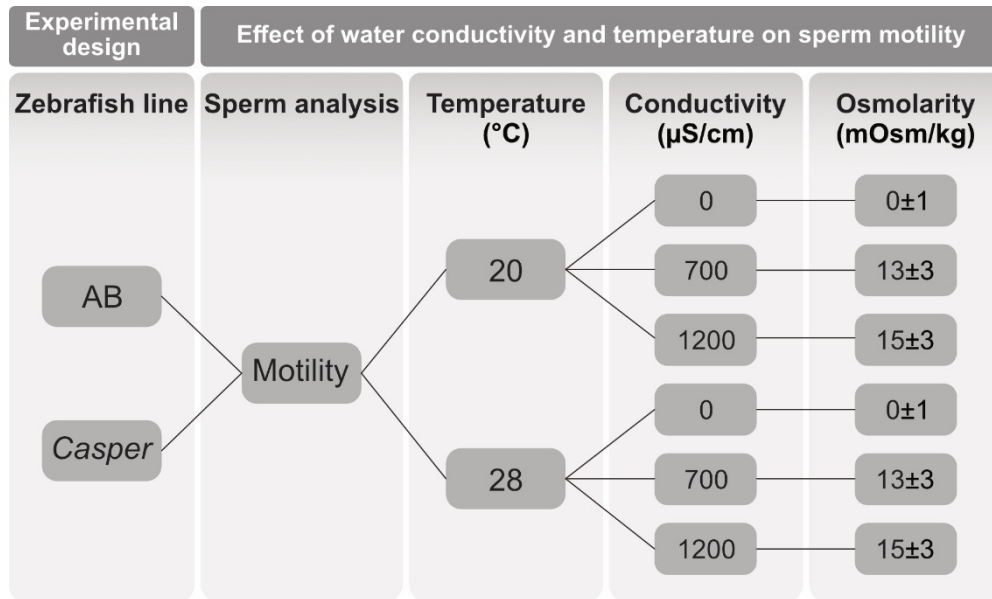 Experimental
design
Effect of water conductivity and temperature on sperm motility
Zebrafish line
Sperm analysis
Temperature
(°C)
Conductivity
(µS/cm)
Osmolarity
(mOsm/kg)
AB
Casper
Motility
20
28
0
0±1
700
13±3
1200
15±3
0
0±1
700
13±3
1200
15±3